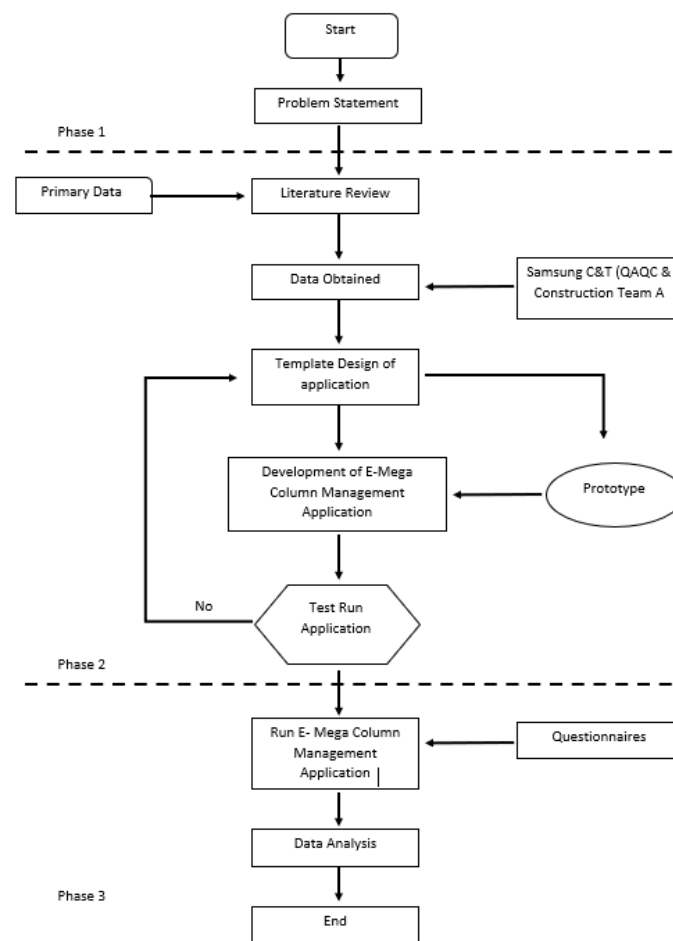 Start
Problem Statement
Phase 1
Primary Data
Literature Review
Data Obtained
Samsung C&T (QAQC &
Construction Team A
Template Design of
application
Development of E-Mega
Column Management
Application
Prototype
No
Test Run
Application
Phase 2
Run E- Mega Column
Management
Application
Questionnaires
Data Analysis
Phase 3
End